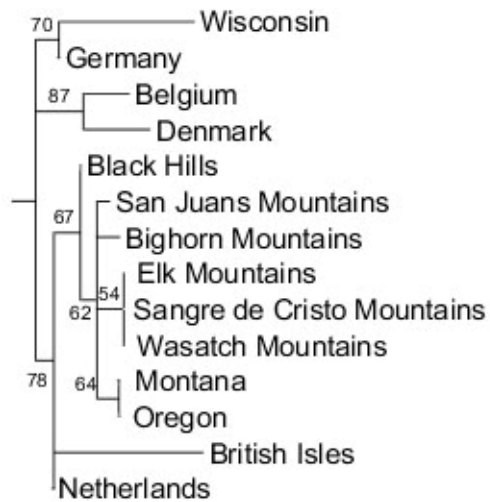 70
Wisconsin
Germany
87
Belgium
Denmark
Black Hills
San Juans Mountains
67
Bighorn Mountains
Elk Mountains
54
Sangre de Cristo Mountains
62
Wasatch Mountains
78
64
Montana
Oregon
British Isles
Netherlands